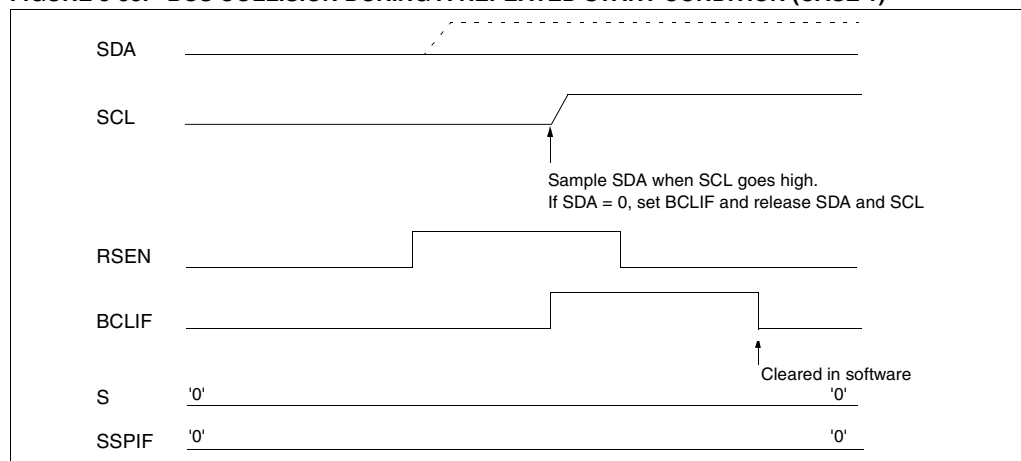 SDA
SCL
Sample SDA when SCL goes high.
If SDA = 0, set BCLIF and release SDA and SCL
RSEN
BCLIF
Cleared in software
S '0' '0'
SSPIF '0' '0'